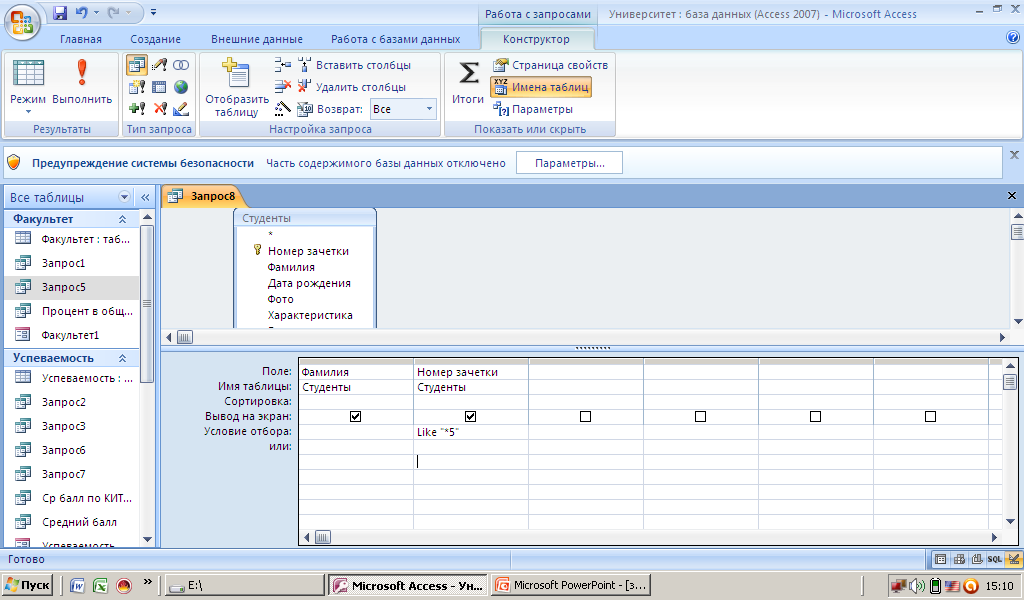 Работа с запросами
Университет : база данных (Access 2007) - Microsoft Access
Главная
Создание
Внешние данные
Работа с базами данных
Конструктор
Режим
Выполнить
Результаты
Тип запроса
Отобразить таблицу
Вставить столбцы
Удалить столбцы
Возврат: Все
Настройка запроса
Итоги
Страница свойств
Имена таблиц
Параметры
Показать или скрыть
Предупреждение системы безопасности
Часть содержимого базы данных отключено
Параметры...
Все таблицы
Факультет
Факультет : таб...
Запрос1
Запрос5
Процент в общ...
Факультет1
Успеваемость
Успеваемость : ...
Запрос2
Запрос3
Запрос6
Запрос7
Ср балл по КИТ...
Средний балл
Успеваемость
Запрос8
Студенты
*
Номер зачетки
Фамилия
Дата рождения
Фото
Характеристика
Поле: Фамилия Номер зачетки
Имя таблицы: Студенты Студенты
Сортировка:
Вывод на экран:
Условие отбора: Like "*5"
или:
Готово
SQL
Пуск
»
E:\
Microsoft Access - Ун...
Microsoft PowerPoint - [з...
15:10